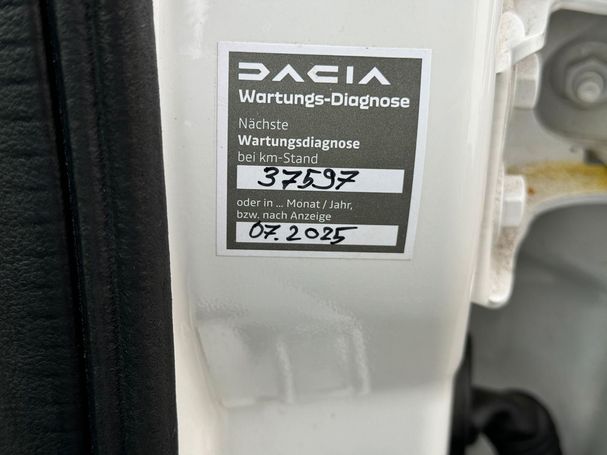 DACIA
Wartungs-Diagnose
Nächste
Wartungsdiagnose
bei km-Stand
37597
oder in ... Monat / Jahr,
bzw. nach Anzeige
07.2025